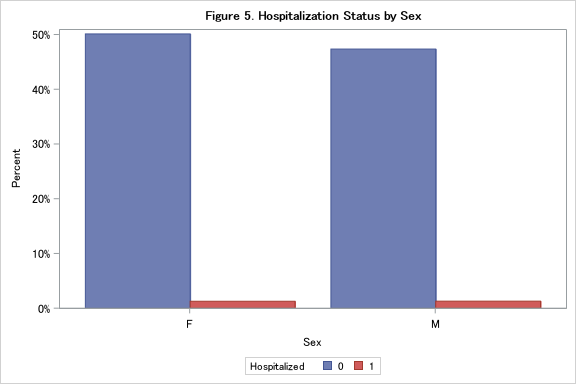 Figure 5. Hospitalization Status by Sex
50%
40%
30%
20%
10%
0%
Percent
F M
Sex
Hospitalized 0 1